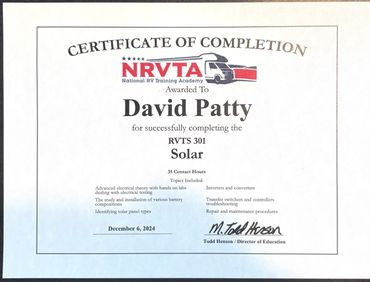 CERTIFICATE OF COMPLETION
NRVTA
National RV Training Academy
Awarded To
David Patty
for successfully completing the
RVTS 301
Solar
35 Contact Hours
Topics Included:
Advanced electrical theory with hands on labs
dealing with electrical testing
Inverters and converters
The study and installation of various battery
compositions
Transfer switchers and controllers
troubleshooting
Identifying solar panel types
Repair and maintenance procedures
December 6, 2024
M. Todd Henson
Todd Henson / Director of Education